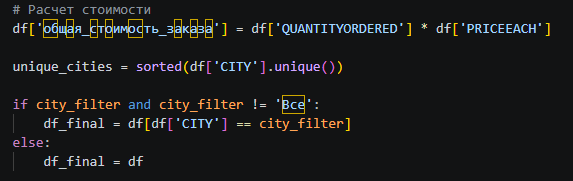 # Расчет стоимости
df['общая_стоимость_заказа'] = df['QUANTITYORDERED'] * df['PRICEEACH']
unique_cities = sorted(df['CITY'].unique())
if city_filter and city_filter != 'Все':
    df_final = df[df['CITY'] == city_filter]
else:
    df_final = df